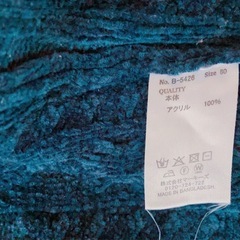 No. B-5426 Size 90
QUALITY
本体
アクリル 100%
MADE IN BANGLADESH